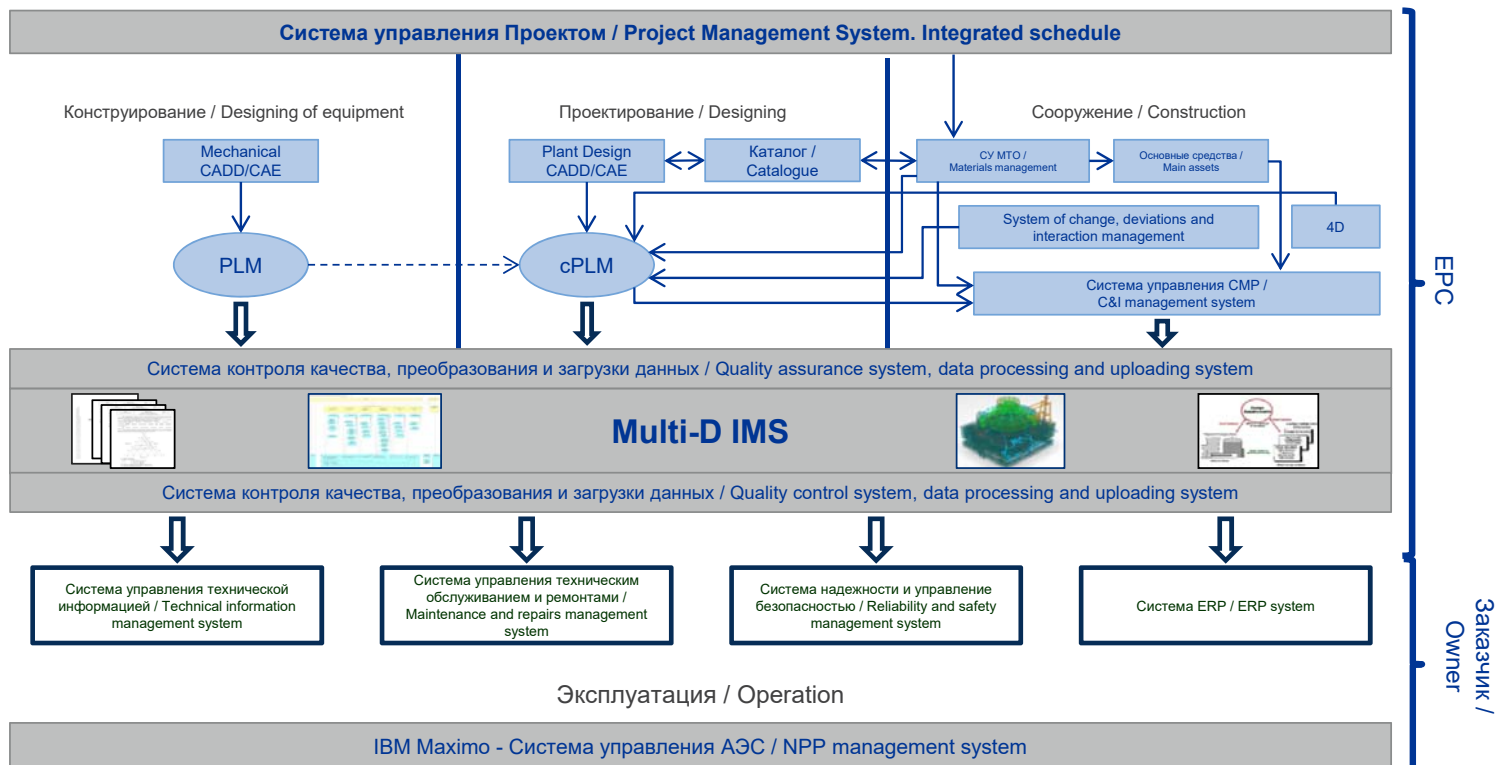 Система управления Проектом / Project Management System. Integrated schedule
Конструирование / Designing of equipment
Проектирование / Designing
Сооружение / Construction
Mechanical
CADD/CAE
Plant Design
CADD/CAE
Каталог /
Catalogue
СУ МТО /
Materials management
Основные средства /
Main assets
System of change, deviations and
interaction management
4D
PLM
cPLM
Система управления СМР /
C&I management system
EPC
Система контроля качества, преобразования и загрузки данных / Quality assurance system, data processing and uploading system
Multi-D IMS
Система контроля качества, преобразования и загрузки данных / Quality control system, data processing and uploading system
Система управления технической
информацией / Technical information
management system
Система управления техническим
обслуживанием и ремонтами /
Maintenance and repairs management
system
Система надежности и управление
безопасностью / Reliability and safety
management system
Система ERP / ERP system
Заказчик /
Owner
Эксплуатация / Operation
IBM Maximo - Система управления АЭС / NPP management system